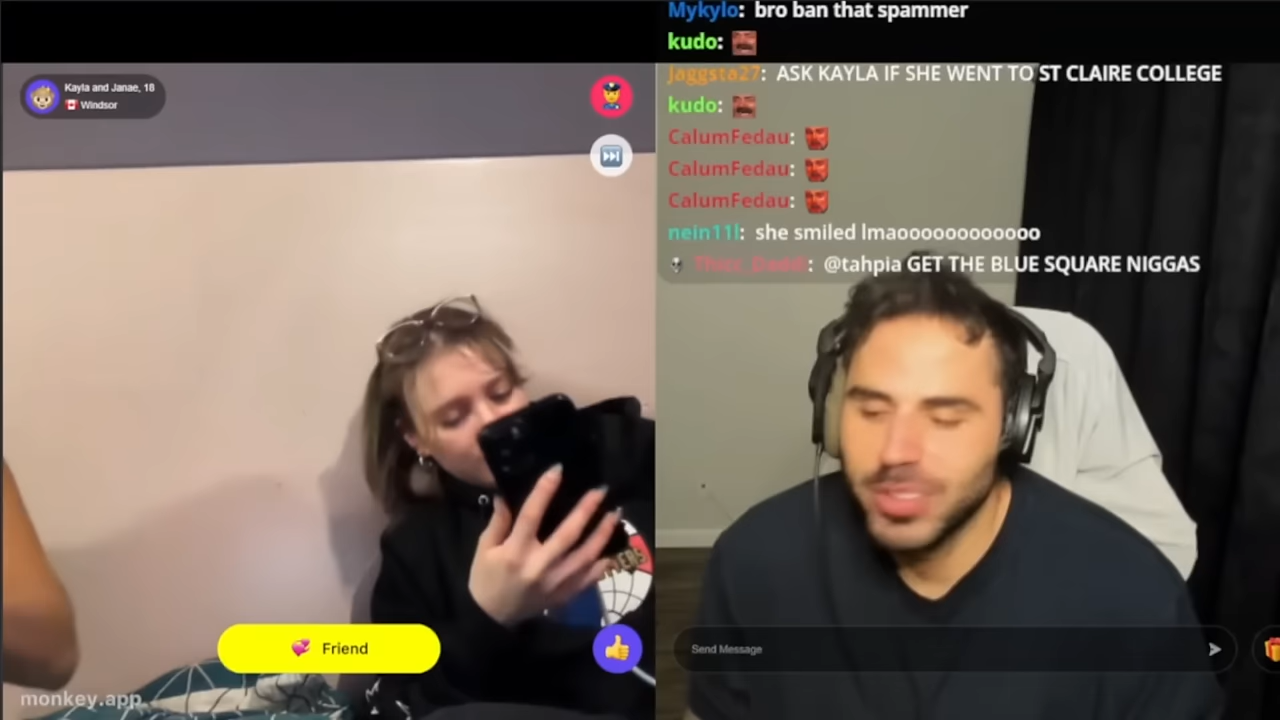 Kayla and Janae, 18
Windsor
Friend
monkey.app
Mykylo: bro ban that spammer
kudo:
Jaggsta27: ASK KAYLA IF SHE WENT TO ST CLAIRE COLLEGE
kudo:
CalumFedau:
CalumFedau:
CalumFedau:
nein11l: she smiled lmaoooooooooooo
: @tahpia GET THE BLUE SQUARE NIGGAS
Send Message